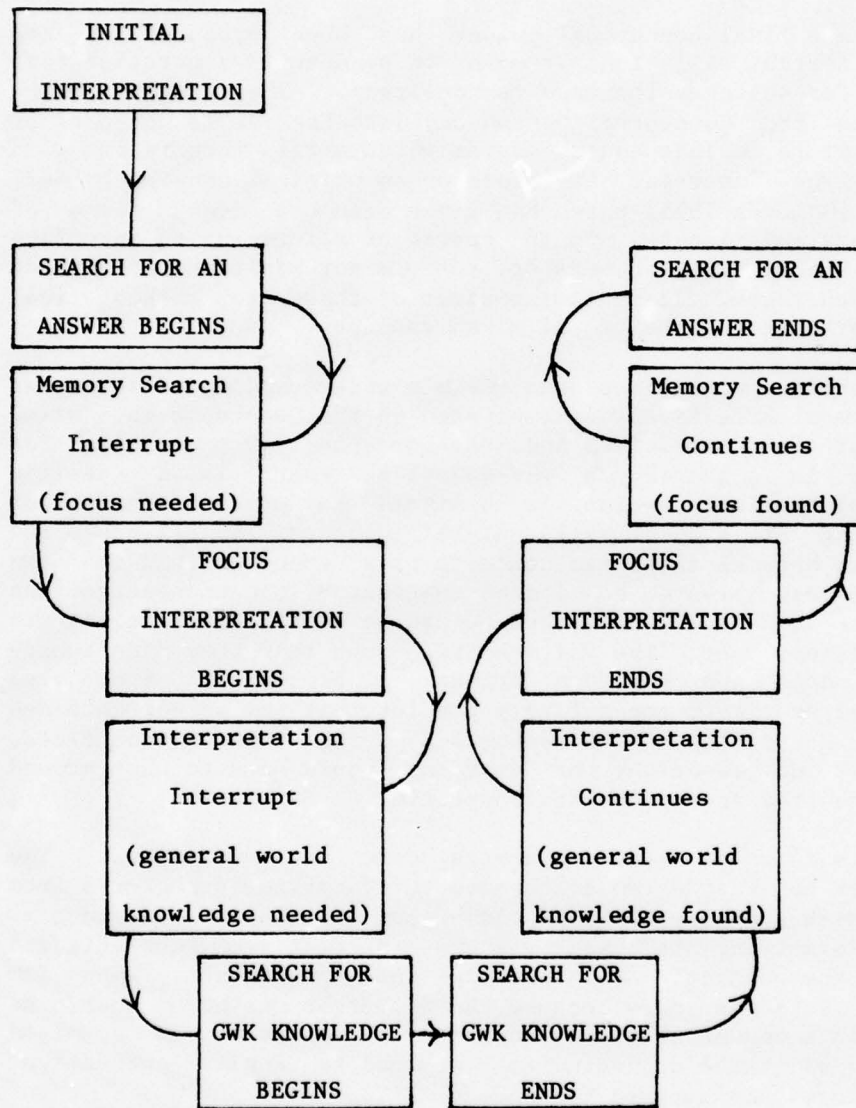 INITIAL
INTERPRETATION
SEARCH FOR AN
ANSWER BEGINS
Memory Search
Interrupt
(focus needed)
FOCUS
INTERPRETATION
BEGINS
Interpretation
Interrupt
(general world
knowledge needed)
SEARCH FOR
GWK KNOWLEDGE
BEGINS
SEARCH FOR
GWK KNOWLEDGE
ENDS
Interpretation
Continues
(general world
knowledge found)
FOCUS
INTERPRETATION
ENDS
Memory Search
Continues
(focus found)
SEARCH FOR AN
ANSWER ENDS